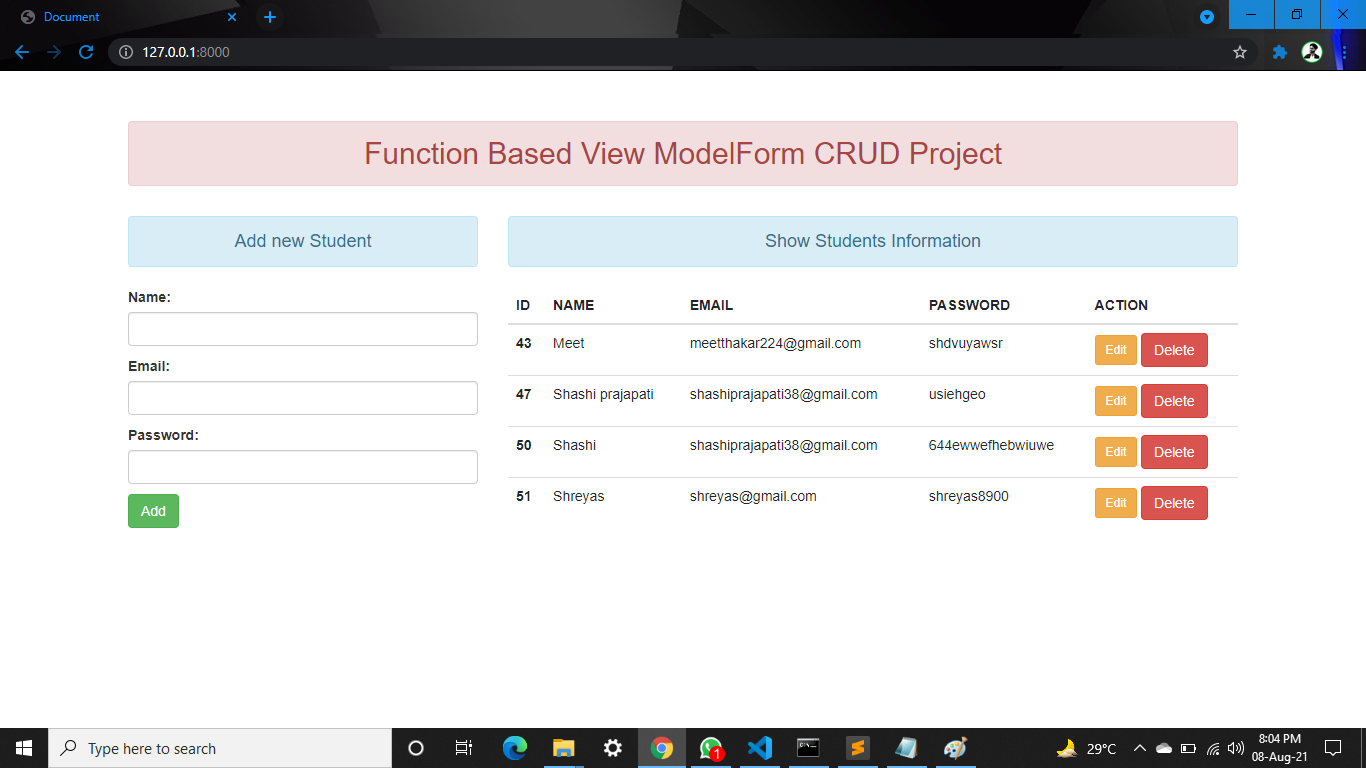 Document
127.0.0.1:8000
Function Based View ModelForm CRUD Project
Add new Student
Name:
Email:
Password:
Add
Show Students Information
ID NAME EMAIL PASSWORD ACTION
43 Meet meetthakar224@gmail.com shdvuyawsr Edit Delete
47 Shashi prajapati shashiprajapati38@gmail.com usiehgeo Edit Delete
50 Shashi shashiprajapati38@gmail.com 644ewwefhebwiuwe Edit Delete
51 Shreyas shreyas@gmail.com shreyas8900 Edit Delete
Type here to search
1
29°C
8:04 PM
08-Aug-21